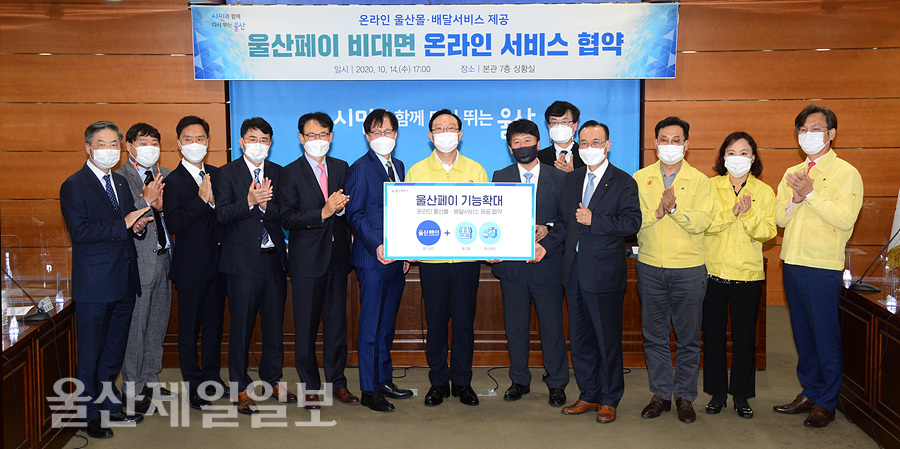 시민과 함께
다시 뛰는 울산
온라인 울산몰·배달서비스 제공
울산페이 비대면 온라인 서비스 협약
일시 | 2020. 10. 14.(수) 17:00 장소 | 본관 7층 상황실
시민 함께 다 뛰는 울산
울산페이 기능확대
온라인 울산몰·배달서비스 제공 협약
울산페이
+
울산제일일보